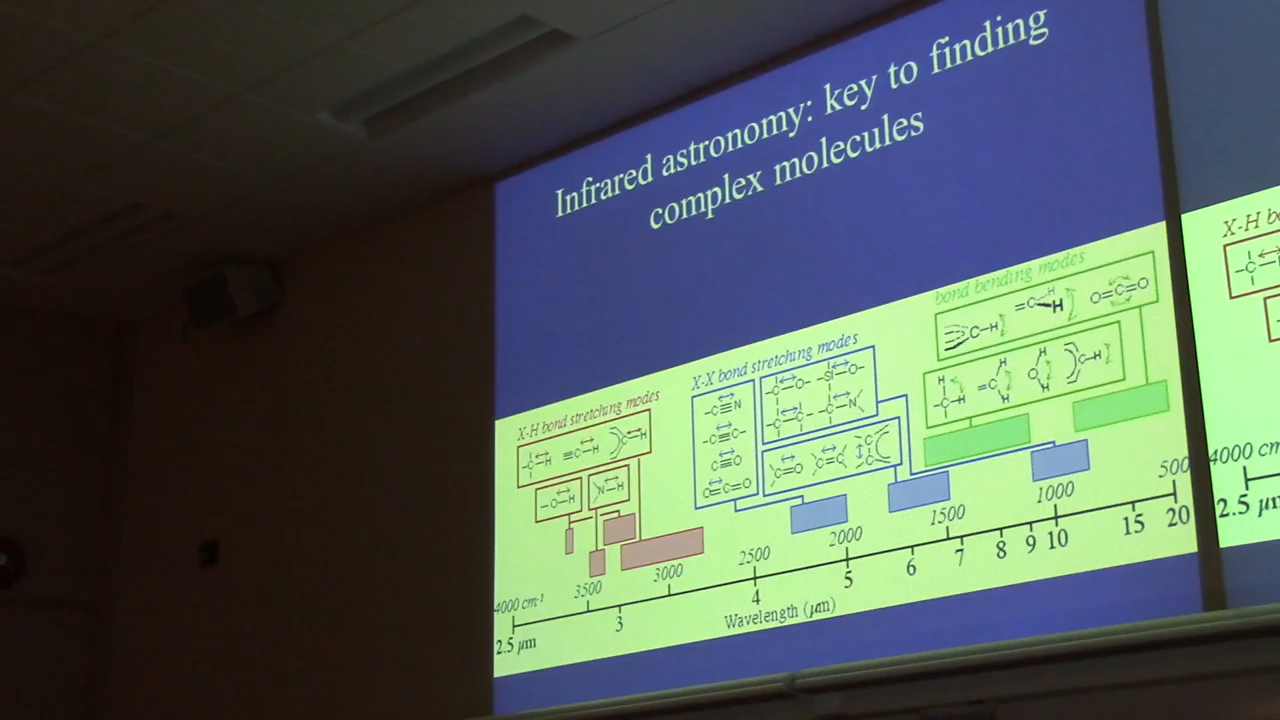 Infrared astronomy: key to finding
complex molecules
X-H bond stretching modes
X-X bond stretching modes
bond bending modes
-C-H ≡C-H C-H
-O-H N-H
-C≡N
-C≡C-
C≡O
C=C=O
-C-O- -Si-O-
-C-C- -C-N
C=O C=C C C
C-H =C H H O=C=O
H -C-H =C H H O H H C-H
4000 cm-1 3500 3000 2500 2000 1500 1000 500
2.5 μm 3 4 5 6 7 8 9 10 15 20
Wavelength (μm)
X-H bo
-C-
4000 cm
2.5 μm